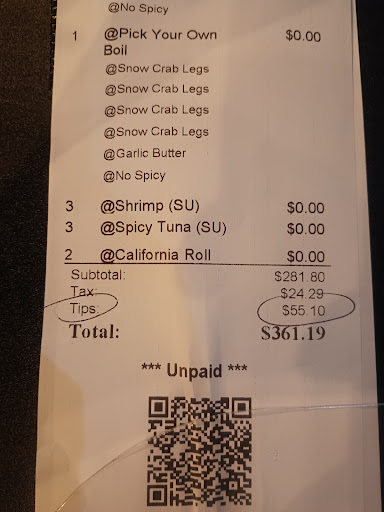 @No Spicy
1 @Pick Your Own $0.00
Boil
@Snow Crab Legs
@Snow Crab Legs
@Snow Crab Legs
@Snow Crab Legs
@Garlic Butter
@No Spicy
3 @Shrimp (SU) $0.00
3 @Spicy Tuna (SU) $0.00
2 @California Roll $0.00
Subtotal: $281.80
Tax: $24.29
Tips: $55.10
Total: $361.19
*** Unpaid ***